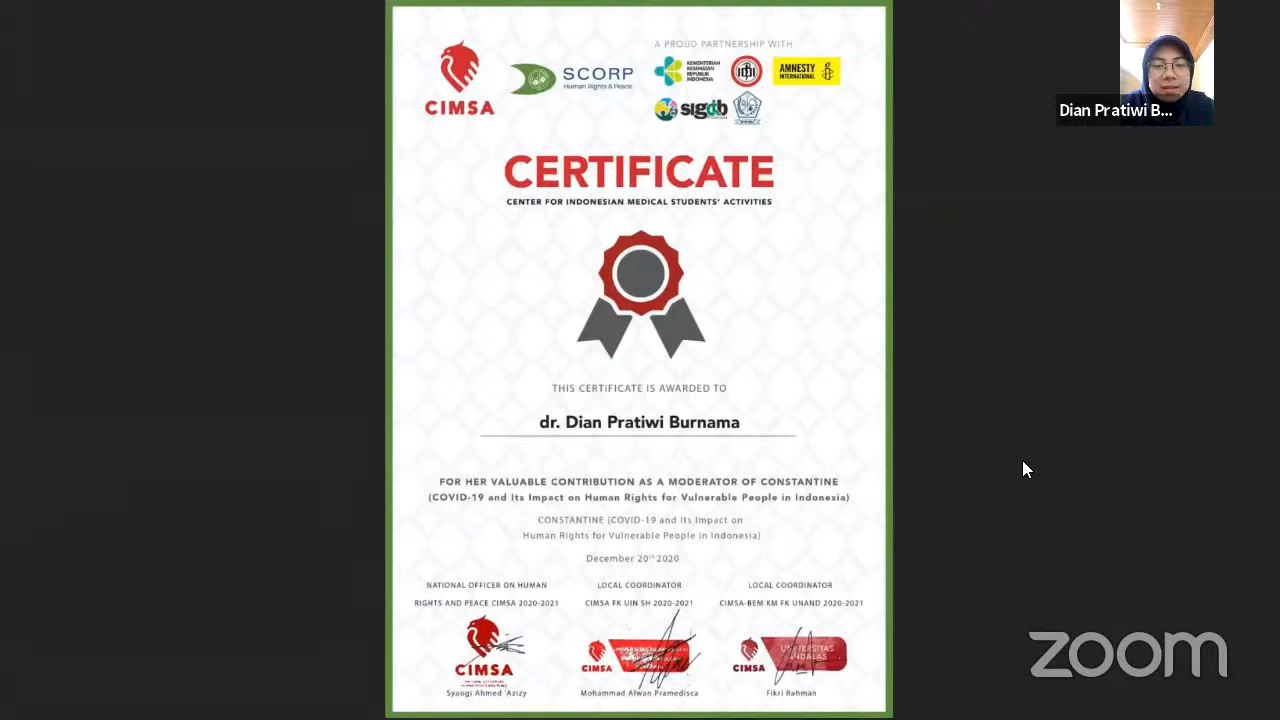 A PROUD PARTNERSHIP WITH
CIMSA
SCORP
Human Rights & Peace
KEMENTERIAN
KESEHATAN
REPUBLIK
INDONESIA
AMNESTY
INTERNATIONAL
Dian Pratiwi B...
CERTIFICATE
CENTER FOR INDONESIAN MEDICAL STUDENTS' ACTIVITIES
THIS CERTIFICATE IS AWARDED TO
dr. Dian Pratiwi Burnama
FOR HER VALUABLE CONTRIBUTION AS A MODERATOR OF CONSTANTINE
(COVID-19 and Its Impact on Human Rights for Vulnerable People in Indonesia)
CONSTANTINE (COVID-19 and its Impact on
Human Rights for Vulnerable People in Indonesia)
December 20th 2020
NATIONAL OFFICER ON HUMAN
RIGHTS AND PEACE CIMSA 2020-2021
LOCAL COORDINATOR
CIMSA FK UIN SH 2020-2021
LOCAL COORDINATOR
CIMSA-BEM KM FK UNAND 2020-2021
CIMSA
CIMSA
CIMSA
UNIVERSITAS
ANDALAS
Syaogi Ahmed 'Azizy
Mohammad Alwan Pramedisca
Fikri Rahman
zoom